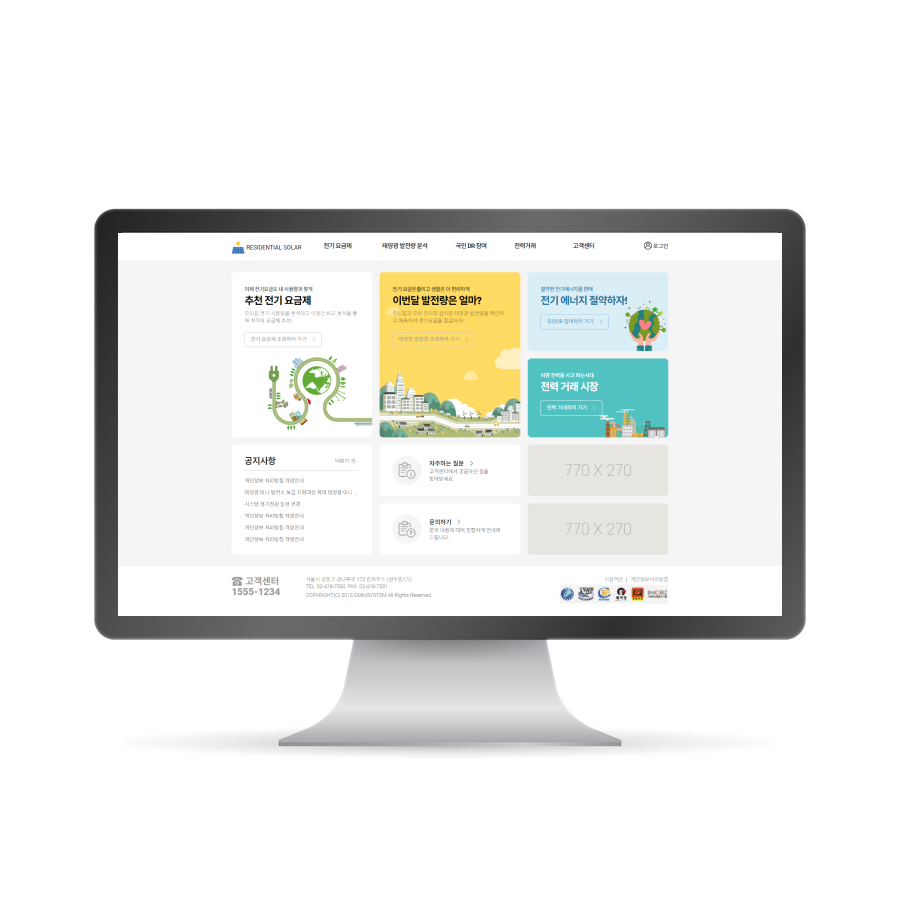 RESIDENTIAL SOLAR
전기 요금제
태양광 발전량 분석
국민 DR 참여
전력거래
고객센터
로그인
이제 전기요금도 내 사용량과 맞게
추천 전기 요금제
전기 요금제 조회하러 가기
전기 요금은 줄이고 생활은 더 편리하게
이번달 발전량은 얼마?
태양광 발전량 조회하러 가기
절약한 전기에너지를 판매
전기 에너지 절약하자!
국민DR 참여하러 가기
이젠 전력을 사고 파는시대
전력 거래 시장
전력 거래하러 가기
공지사항
더보기
개인정보 처리방침 개정안내
태양광 미니 발전소 보급 지원대상 확대 태양광 미니 ...
시스템 정기점검 일정 변경
개인정보 처리방침 개정안내
개인정보 처리방침 개정안내
개인정보 처리방침 개정안내
자주하는 질문
고객센터에서 궁금하신 점을
찾아보세요.
문의하기
문의 내용에 대해 친절하게 안내해
드립니다.
770 X 270
770 X 270
고객센터
1555-1234
TEL. 02-418-7550 FAX. 02-418-7551
COPYRIGHT(C) 2015 OMNISYSTEM All Rights Reserved.
이용약관 | 개인정보처리방침
INNOBIZ